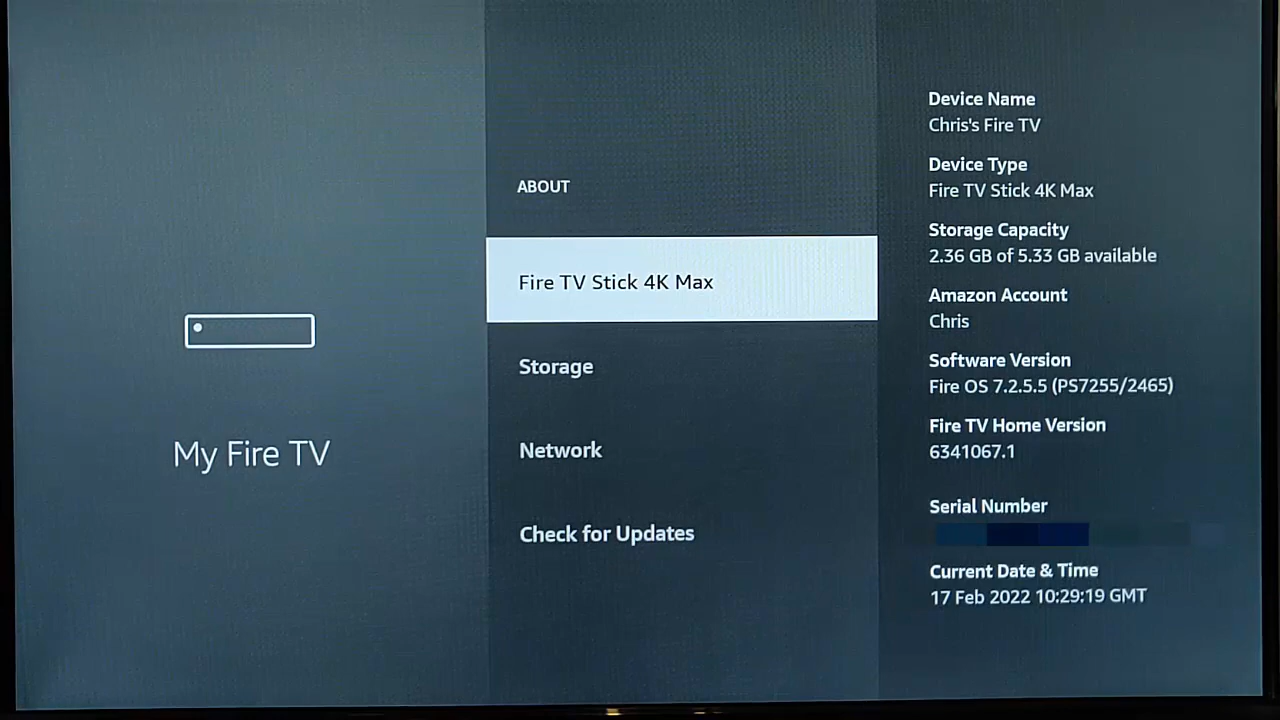 My Fire TV
ABOUT
Fire TV Stick 4K Max
Storage
Network
Check for Updates
Device Name
Chris's Fire TV
Device Type
Fire TV Stick 4K Max
Storage Capacity
2.36 GB of 5.33 GB available
Amazon Account
Chris
Software Version
Fire OS 7.2.5.5 (PS7255/2465)
Fire TV Home Version
6341067.1
Serial Number
Current Date & Time
17 Feb 2022 10:29:19 GMT